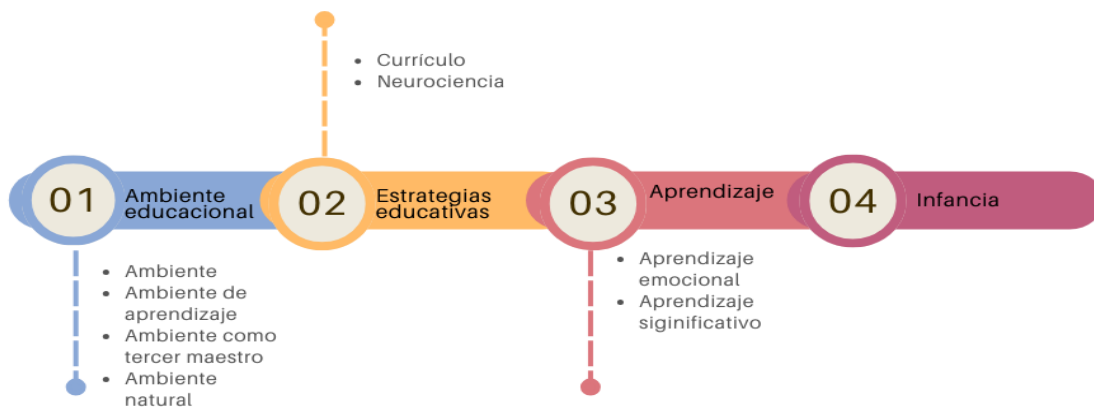 • Currículo
• Neurociencia
01
Ambiente
educacional
02
Estrategias
educativas
03
Aprendizaje
04
Infancia
• Ambiente
• Ambiente de
aprendizaje
• Ambiente como
tercer maestro
• Ambiente
natural
• Aprendizaje
emocional
• Aprendizaje
siginificativo